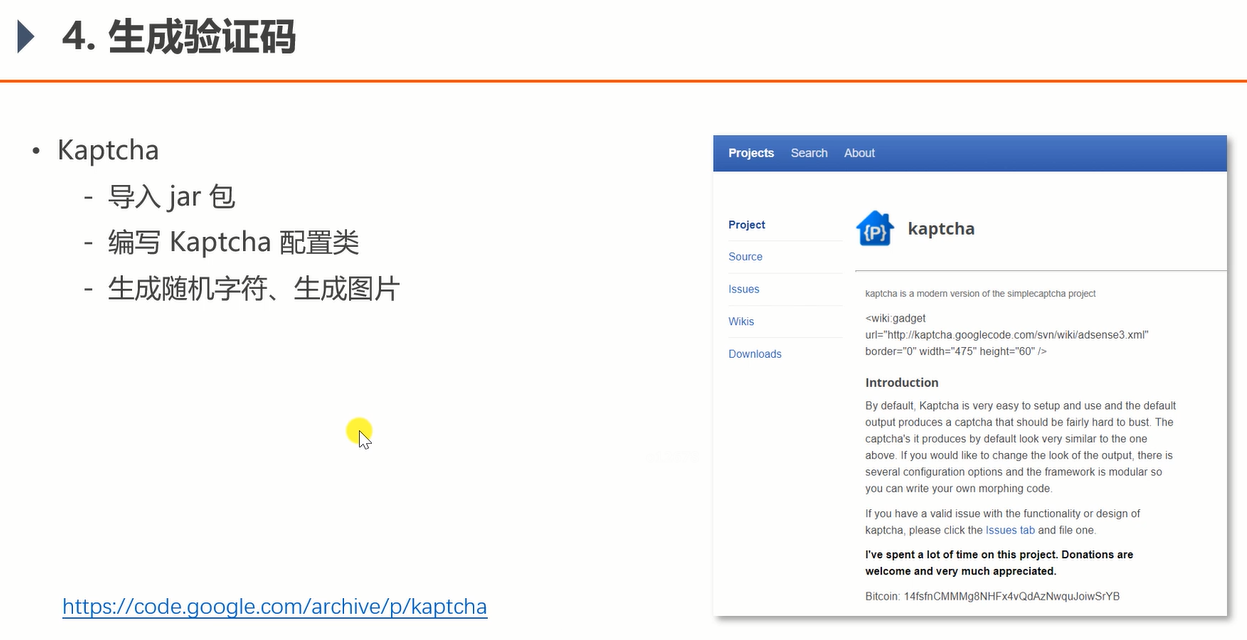 4. 生成验证码
• Kaptcha
- 导入 jar 包
- 编写 Kaptcha 配置类
- 生成随机字符、生成图片
https://code.google.com/archive/p/kaptcha
Projects Search About
Project
Source
Issues
Wikis
Downloads
{P} kaptcha
kaptcha is a modern version of the simplecaptcha project
<wiki:gadget
url="http://kaptcha.googlecode.com/svn/wiki/adsense3.xml"
border="0" width="475" height="60" />
Introduction
By default, Kaptcha is very easy to setup and use and the default
output produces a captcha that should be fairly hard to bust. The
captcha's it produces by default look very similar to the one
above. If you would like to change the look of the output, there is
several configuration options and the framework is modular so
you can write your own morphing code.
If you have a valid issue with the functionality or design of
kaptcha, please click the Issues tab and file one.
I've spent a lot of time on this project. Donations are
welcome and very much appreciated.
Bitcoin: 14fsfnCMMMg8NHFx4vQdAzNwquJoiwSrYB